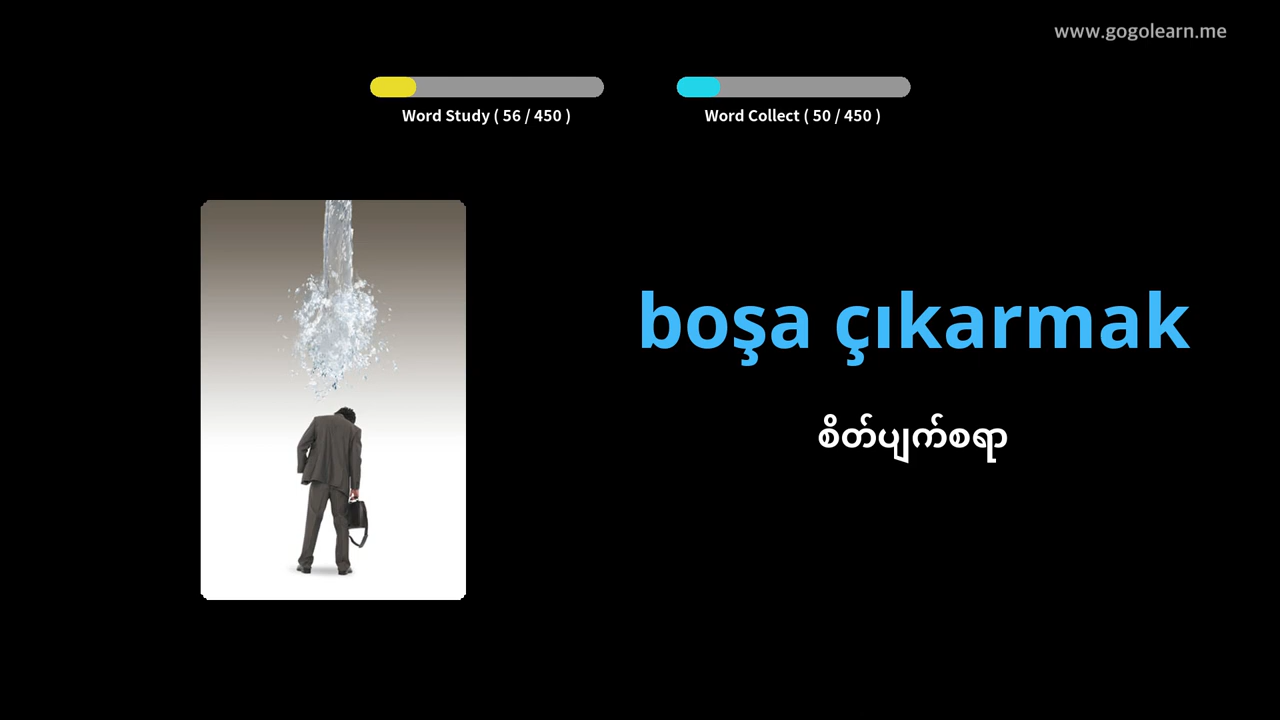 www.gogolearn.me
Word Study ( 56 / 450 )
Word Collect ( 50 / 450 )
boşa çıkarmak
စိတ်ပျက်စရာ